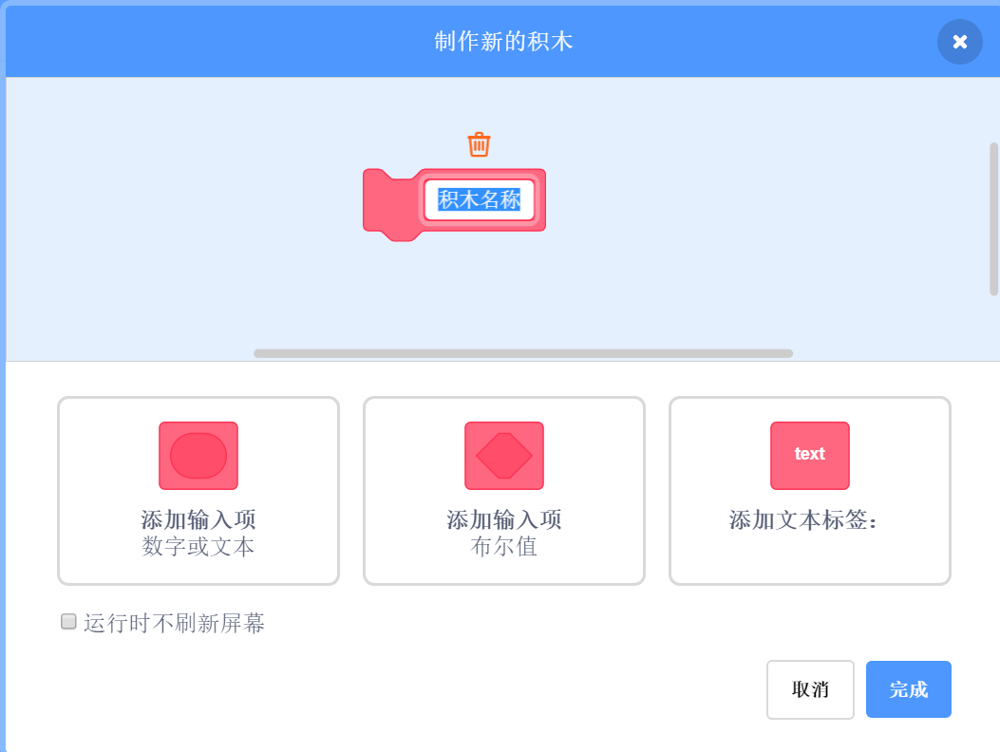 制作新的积木
积木名称
text
添加输入项
数字或文本
添加输入项
布尔值
添加文本标签：
运行时不刷新屏幕
取消
完成